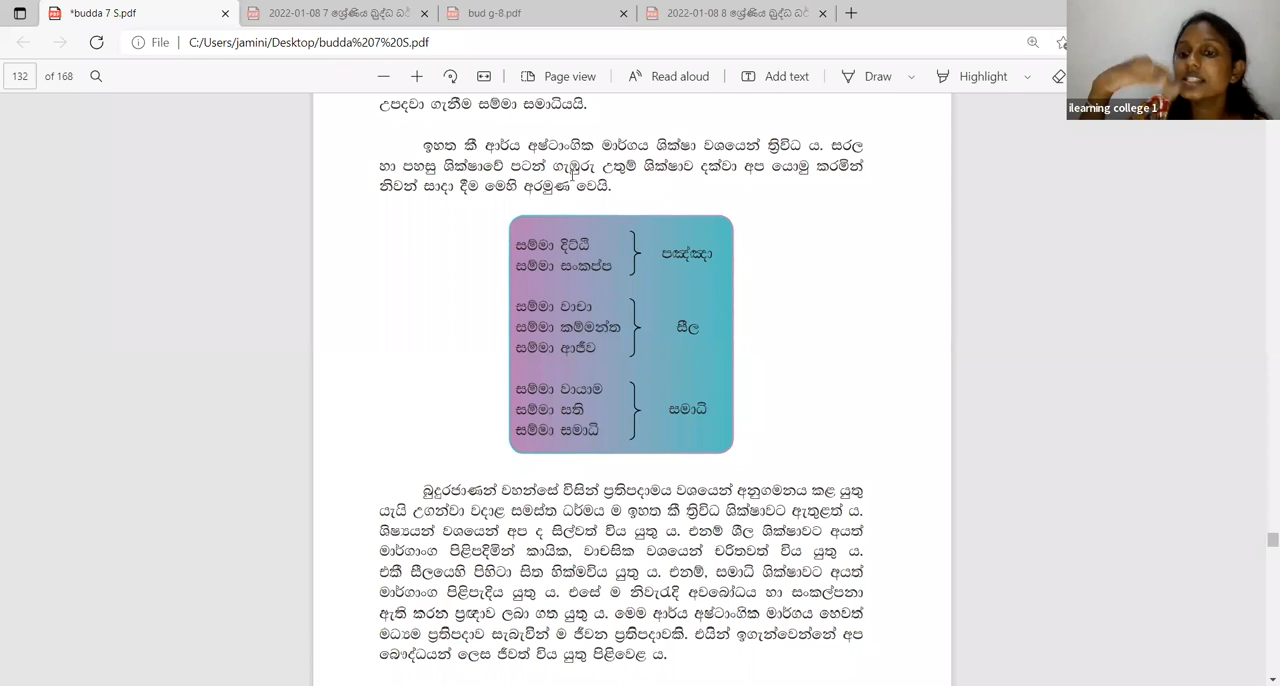 *budda 7 S.pdf
2022-01-08 7 ශ්‍රේණිය බුද්ධ ධර්
bud g-8.pdf
2022-01-08 8 ශ්‍රේණිය බුද්ධ ධර්
File
C:/Users/jamini/Desktop/budda%207%20S.pdf
132 of 168
Page view
Read aloud
Add text
Draw
Highlight
ilearning college 1
උපදවා ගැනීම සම්මා සමාධියයි.
ඉහත කී ආර්ය අෂ්ටාංගික මාර්ගය ශික්ෂා වශයෙන් ත්‍රිවිධ ය. සරල
හා පහසු ශික්ෂාවේ පටන් ගැඹුරු උතුම් ශික්ෂාව දක්වා අප යොමු කරමින්
නිවන් සාදා දීම මෙහි අරමුණ වෙයි.
සම්මා දිට්ඨි
සම්මා සංකප්ප
පඤ්ඤා
සම්මා වාචා
සම්මා කම්මන්ත
සම්මා ආජීව
සීල
සම්මා වායාම
සම්මා සති
සම්මා සමාධි
සමාධි
බුදුරජාණන් වහන්සේ විසින් ප්‍රතිපදාමය වශයෙන් අනුගමනය කළ යුතු
යැයි උගන්වා වදාළ සමස්ත ධර්මය ම ඉහත කී ත්‍රිවිධ ශික්ෂාවට ඇතුළත් ය.
ශිෂ්‍යයන් වශයෙන් අප ද සිල්වත් විය යුතු ය. එනම් ශීල ශික්ෂාවට අයත්
මාර්ගාංග පිළිපදිමින් කායික, වාචසික වශයෙන් චරිතවත් විය යුතු ය.
එකී සීලයෙහි පිහිටා සිත හික්මවිය යුතු ය. එනම්, සමාධි ශික්ෂාවට අයත්
මාර්ගාංග පිළිපැදිය යුතු ය. එසේ ම නිවැරැදි අවබෝධය හා සංකල්පනා
ඇති කරන ප්‍රඥාව ලබා ගත යුතු ය. මෙම ආර්ය අෂ්ටාංගික මාර්ගය හෙවත්
මධ්‍යම ප්‍රතිපදාව සැබැවින් ම ජීවන ප්‍රතිපදාවකි. එයින් ඉගැන්වෙන්නේ අප
බෞද්ධයන් ලෙස ජීවත් විය යුතු පිළිවෙළ ය.